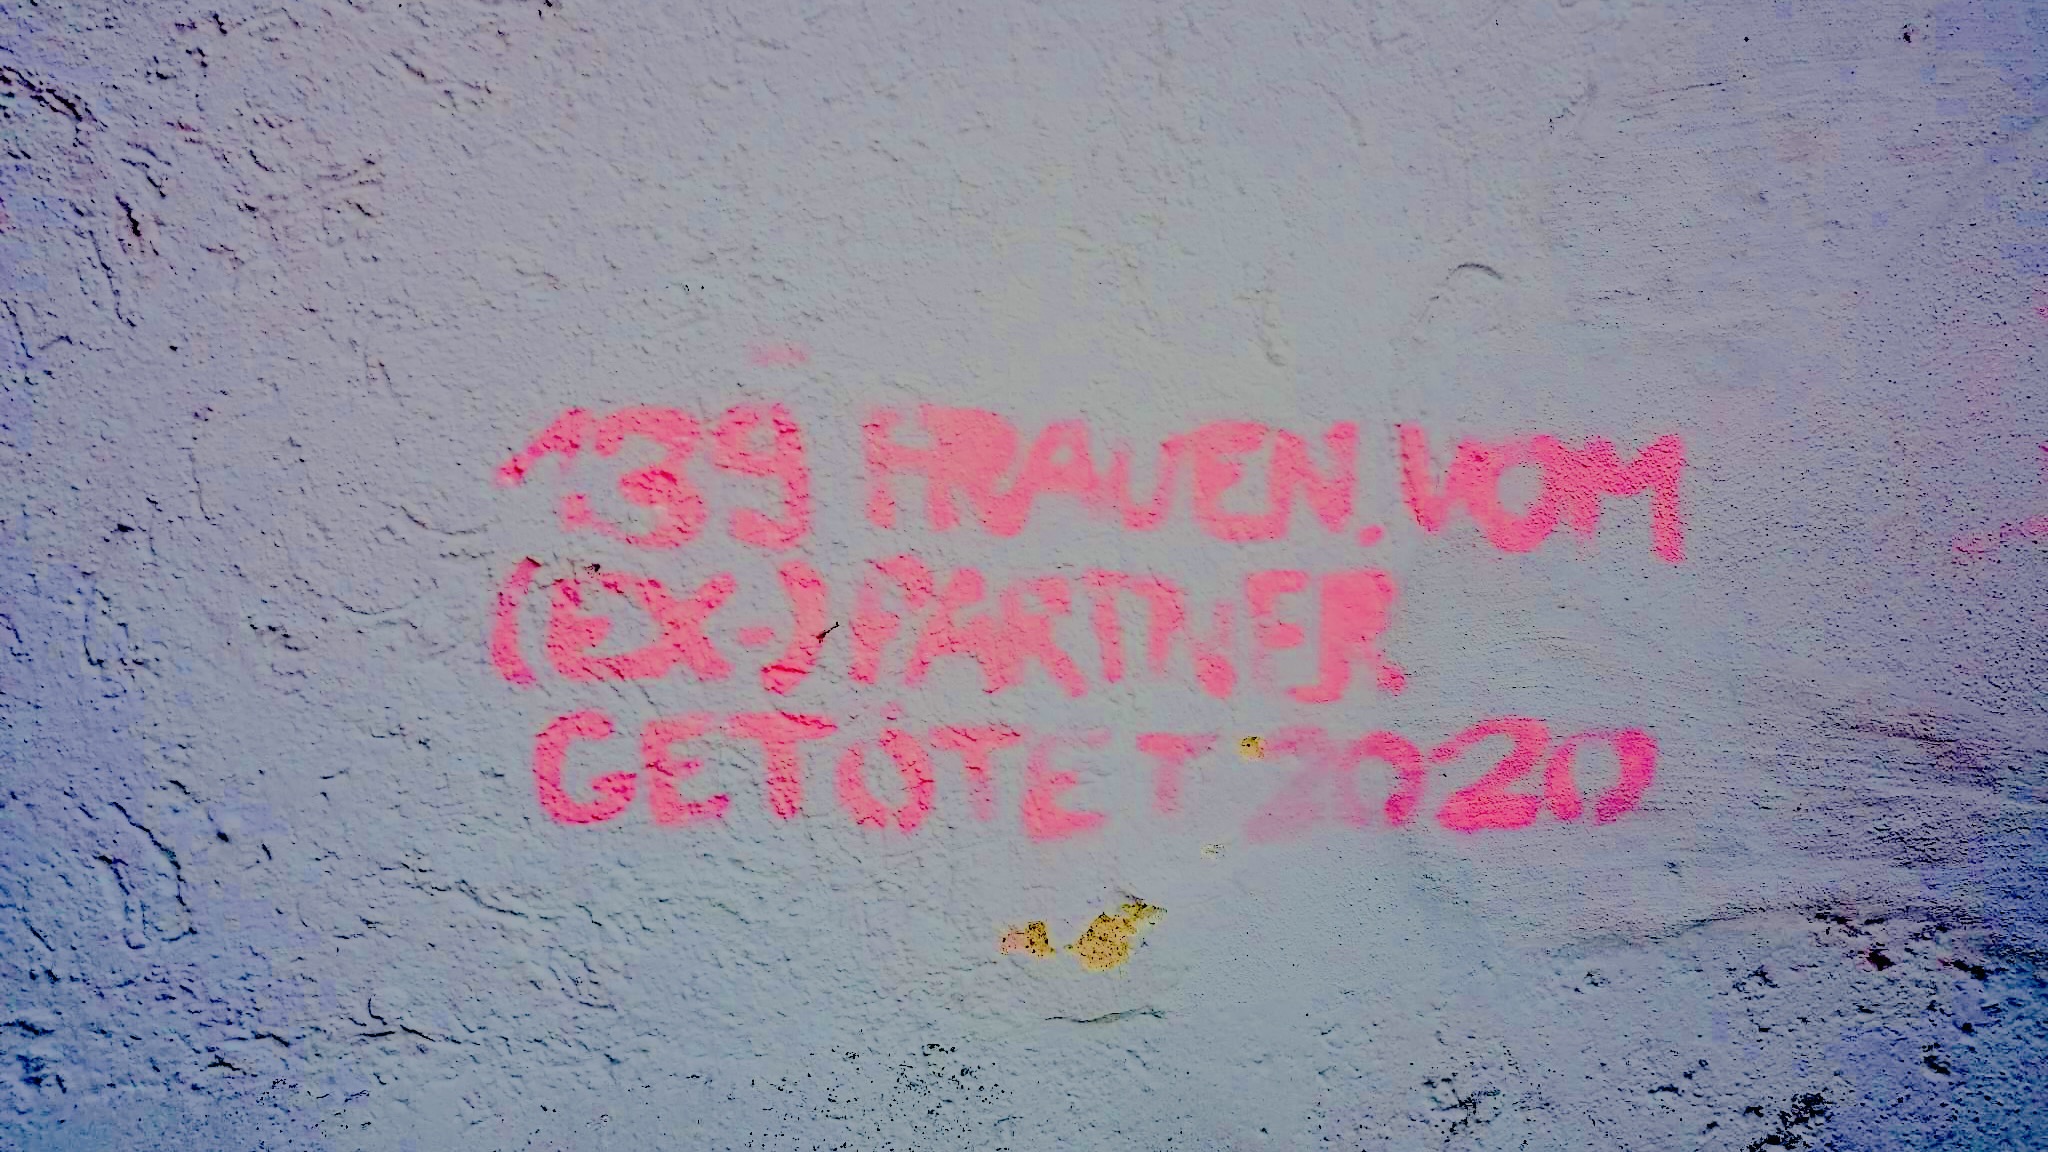 139 FRAUEN. VOM
(EX-) PARTNER
GETÖTET 2020